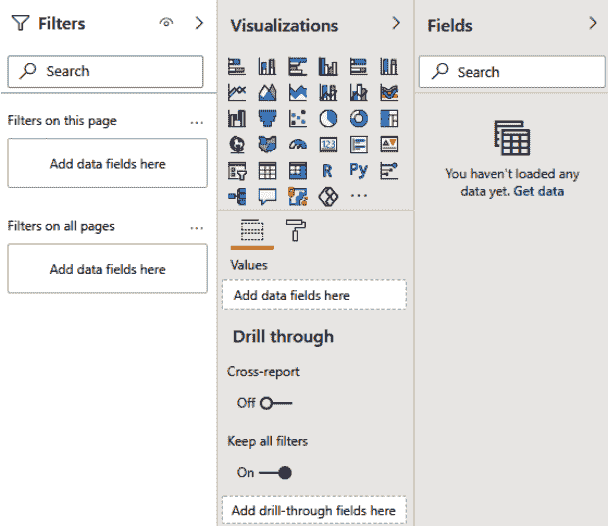 Filters
Search
Filters on this page
...
Add data fields here
Filters on all pages
...
Add data fields here
Visualizations
123
R
Py
...
Values
Add data fields here
Drill through
Cross-report
Off
Keep all filters
On
Add drill-through fields here
Fields
Search
You haven't loaded any
data yet. Get data